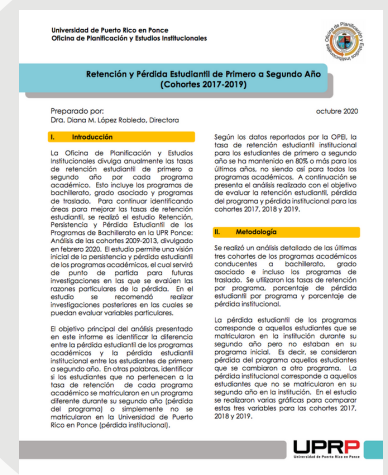 Universidad de Puerto Rico en Ponce
Oficina de Planificación y Estudios Institucionales
Retención y Pérdida Estudiantil de Primero a Segundo Año
(Cohortes 2017-2019)
Preparado por:
Dra. Diana M. López Robledo, Directora
octubre 2020
I. Introducción
La Oficina de Planificación y Estudios
Institucionales divulga anualmente las tasas
de retención estudiantil de primero a
segundo año por cada programa
académico. Esto incluye los programas de
bachillerato, grado asociado y programas
de traslado. Para continuar identificando
áreas para mejorar las tasas de retención
estudiantil, se realizó el estudio Retención,
Persistencia y Pérdida Estudiantil de los
Programas de Bachillerato en la UPR Ponce:
Análisis de las cohortes 2009-2013, divulgado
en febrero 2020. El estudio permite una visión
inicial de la persistencia y pérdida estudiantil
de los programas académicos, el cual servió
de punto de partida para futuras
investigaciones en las que se evalúen las
razones particulares de la pérdida. En el
estudio se recomendó realizar
investigaciones posteriores en las cuales se
puedan evaluar variables particulares.
El objetivo principal del análisis presentado
en este informe es identificar la diferencia
entre la pérdida estudiantil de los programas
académicos y la pérdida estudiantil
institucional entre los estudiantes de primero
a segundo año. En otras palabras, identificar
si los estudiantes que no pertenecen a la
tasa de retención de cada programa
académico se matricularon en un programa
diferente durante su segundo año (pérdida
del programa) o simplemente no se
matricularon en la Universidad de Puerto
Rico en Ponce (pérdida institucional).
Según los datos reportados por la OPEI, la
tasa de retención estudiantil institucional
para los estudiantes de primero a segundo
año se ha mantenido en 80% o más para los
últimos años, no siendo así para todos los
programas académicos. A continuación se
presenta el análisis realizado con el objetivo
de evaluar la retención estudiantil, pérdida
del programa y pérdida institucional para las
cohortes 2017, 2018 y 2019.
II. Metodología
Se realizó un análisis detallado de las últimas
tres cohortes de los programas académicos
conducentes a bachillerato, grado
asociado e incluso los programas de
traslado. Se utilizaron las tasas de retención
por programa, porcentaje de pérdida
estudiantil por programa y porcentaje de
pérdida institucional.
La pérdida estudiantil de los programas
corresponde a aquellos estudiantes que se
matricularon en la institución durante su
segundo año pero no estaban en su
programa inicial. Es decir, se consideran
pérdida del programa aquellos estudiantes
que se cambiaron a otro programa. La
pérdida institucional corresponde a aquellos
estudiantes que no se matricularon en su
segundo año en la institución. En el estudio
se realizaron varias gráficas para comparar
estas tres variables para las cohortes 2017,
2018 y 2019.
UPRP
Universidad de Puerto Rico en Ponce